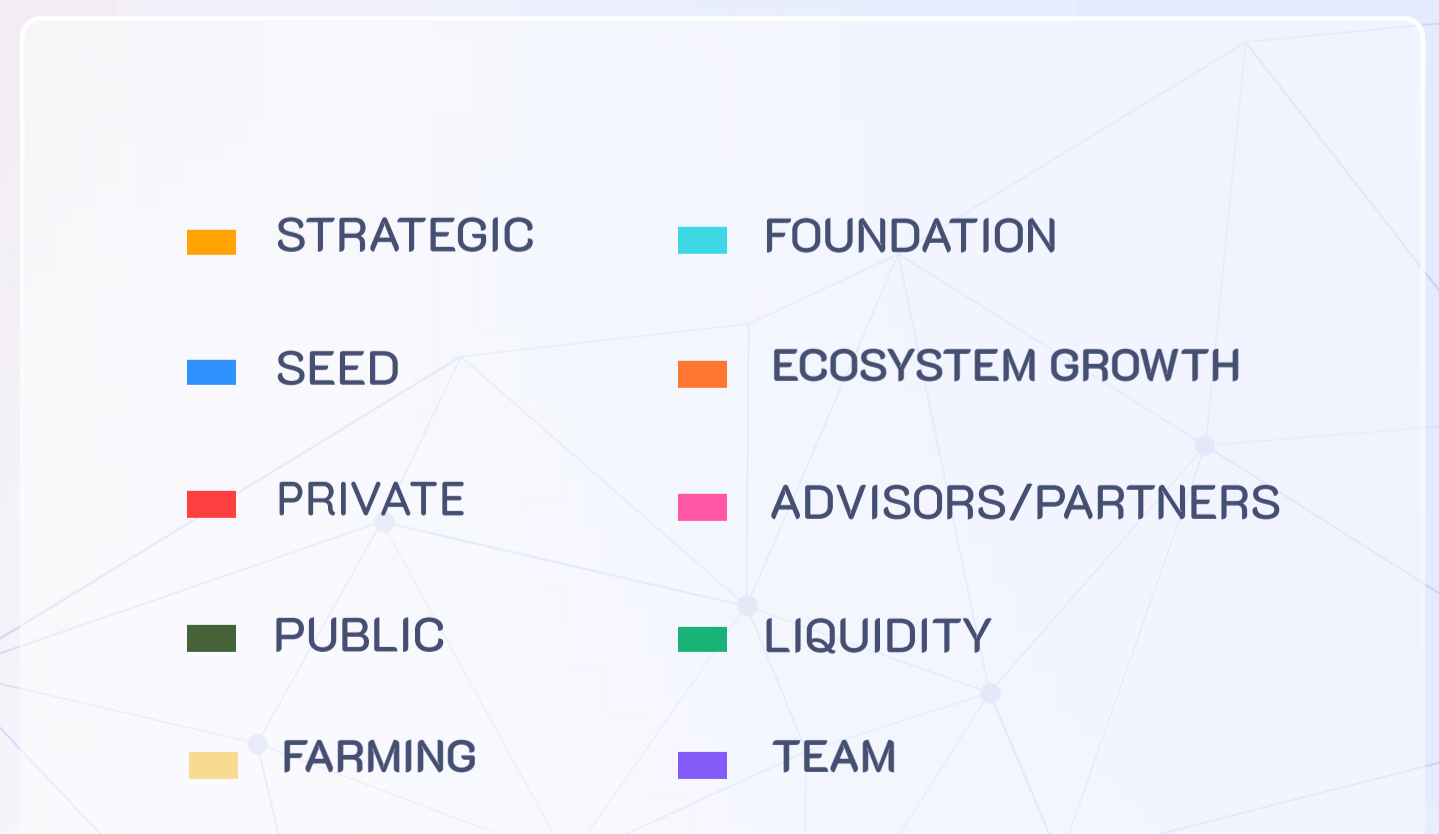 STRATEGIC
FOUNDATION
SEED
ECOSYSTEM GROWTH
PRIVATE
ADVISORS/PARTNERS
PUBLIC
LIQUIDITY
FARMING
TEAM